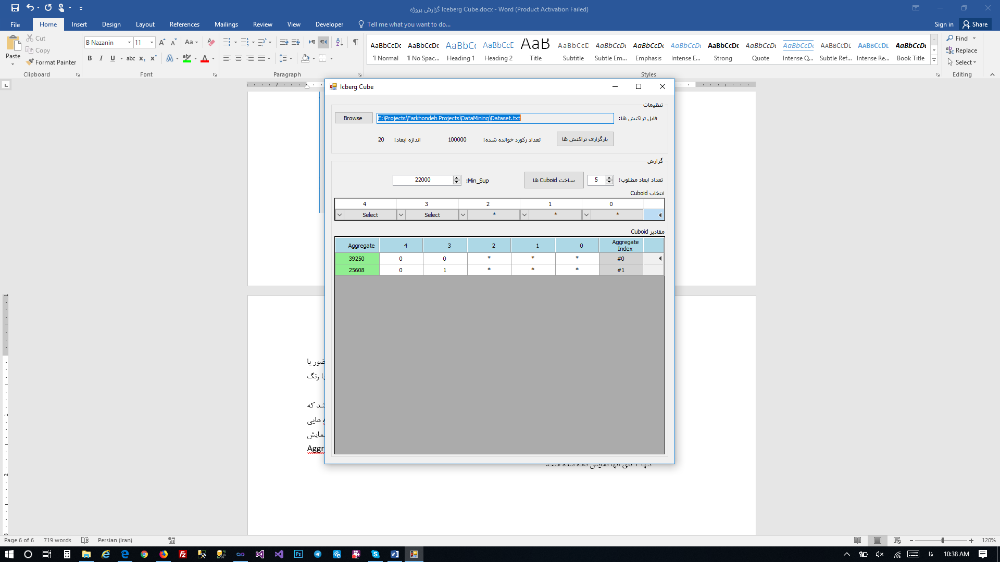 گزارش پروژه Iceberg Cube.docx - Word (Product Activation Failed)
File Home Insert Design Layout References Mailings Review View Developer Tell me what you want to do... Sign in Share
Paste Cut Copy Format Painter
B Nazanin 11
AaBbCcDc AaBbCcDc AaBbCc AaBbCcD AaB AaBbCcD AaBbCcDc AaBbCcDc AaBbCcDc AaBbCcDc AaBbCcDc AaBbCcDc AaBbCcDc AaBbCcDc AaBbCcDc
¶ Normal ¶ No Spac... Heading 1 Heading 2 Title Subtitle Subtle Em... Emphasis Intense E... Strong Quote Intense Q... Subtle Ref... Intense Re... Book Title
Find Replace Select
Clipboard Font Paragraph Styles Editing
Icberg Cube
تنظیمات
فایل تراکنش ها: E:\Projects\Farkhondeh Projects\DataMining\Dataset.txt Browse
بارگزاری تراکنش ها تعداد رکورد خوانده شده: 100000 اندازه ابعاد: 20
گزارش
تعداد ابعاد مطلوب: 5 ساخت Cuboid ها Min_Sup: 22000
انتخاب Cuboid
4 3 2 1 0
Select Select * * *
مقادیر Cuboid
Aggregate 4 3 2 1 0 Aggregate Index
39250 0 0 * * * #0
25608 0 1 * * * #1
یا
رنگ
شد که
هایی
Aggr
تنها ۲ تای آنها نمایش داده شده است.
Page 6 of 6 719 words Persian (Iran) 120%
فا 10:38 AM